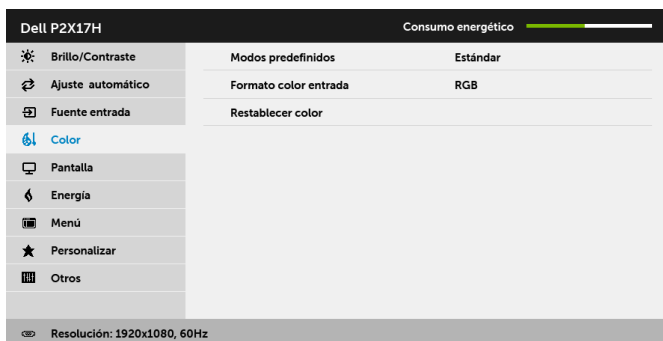 Dell P2X17H Consumo energético
Brillo/Contraste Modos predefinidos Estándar
Ajuste automático Formato color entrada RGB
Fuente entrada Restablecer color
Color
Pantalla
Energía
Menú
Personalizar
Otros
Resolución: 1920x1080, 60Hz